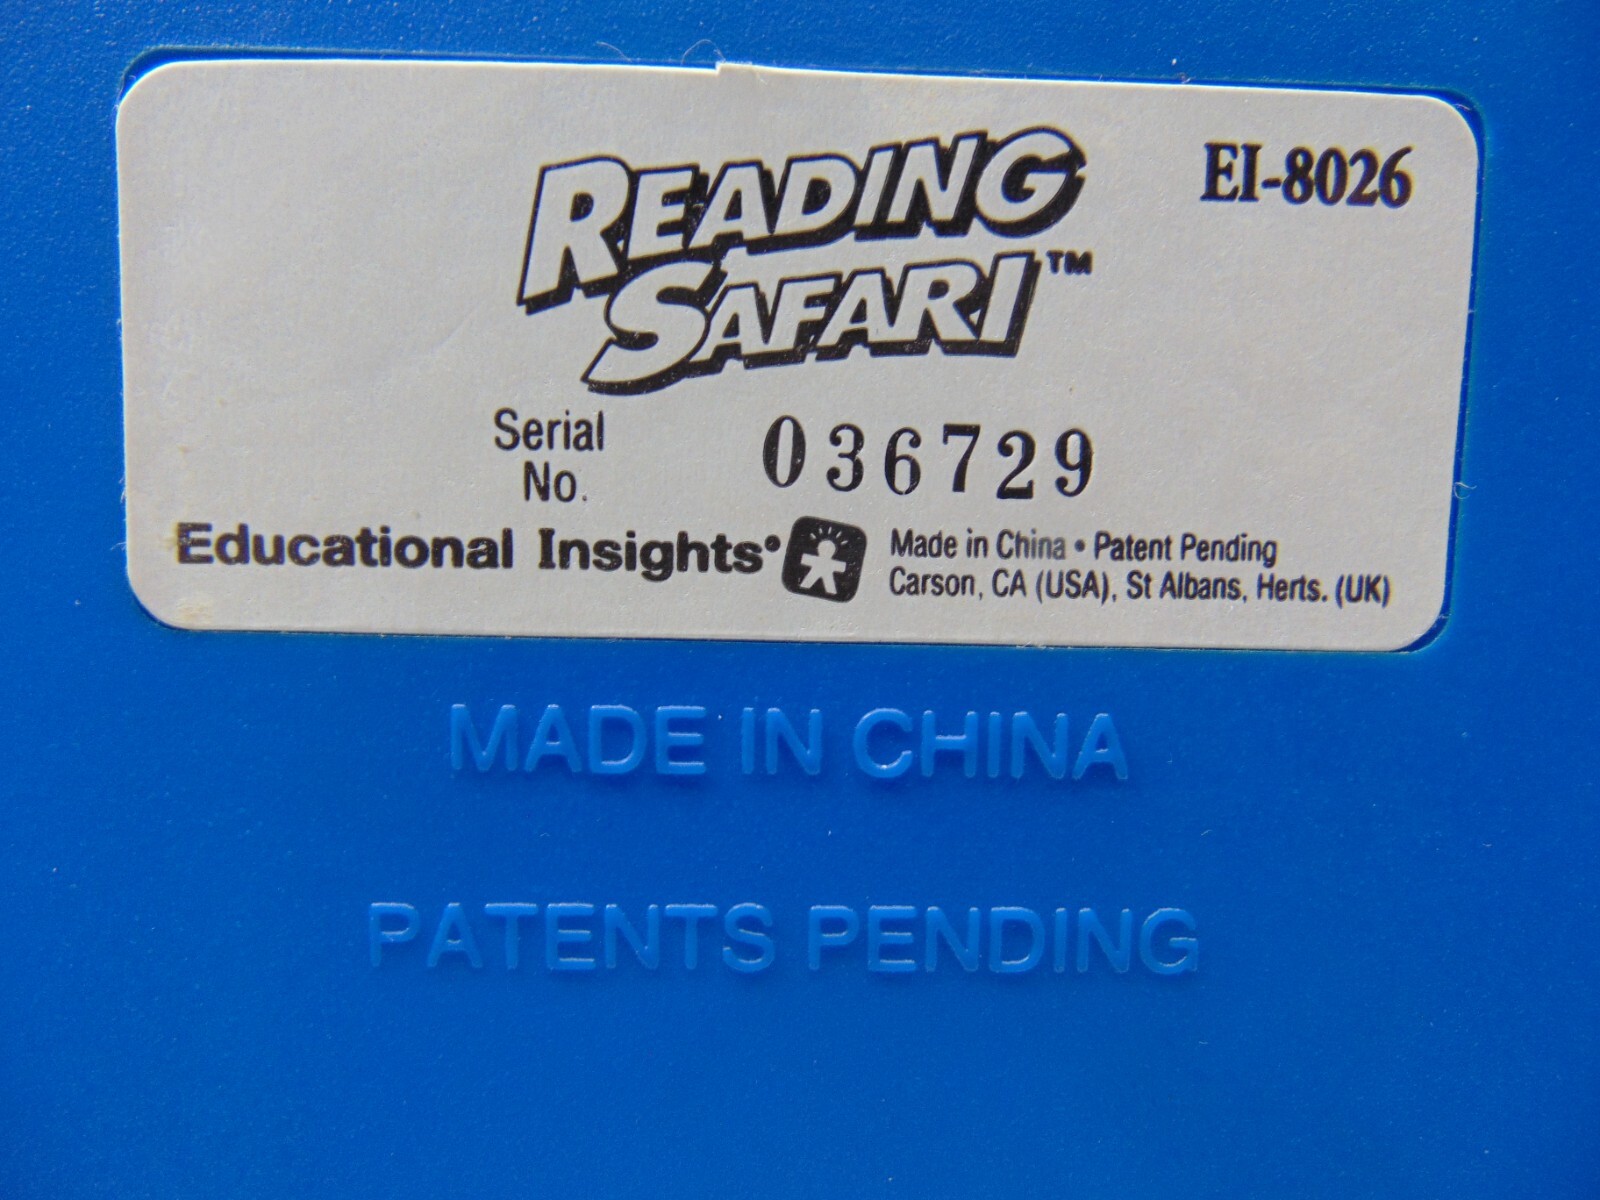 READING
SAFARI™
EI-8026
Serial
No.
036729
Educational Insights®
Made in China • Patent Pending
Carson, CA (USA), St Albans, Herts. (UK)
MADE IN CHINA
PATENTS PENDING